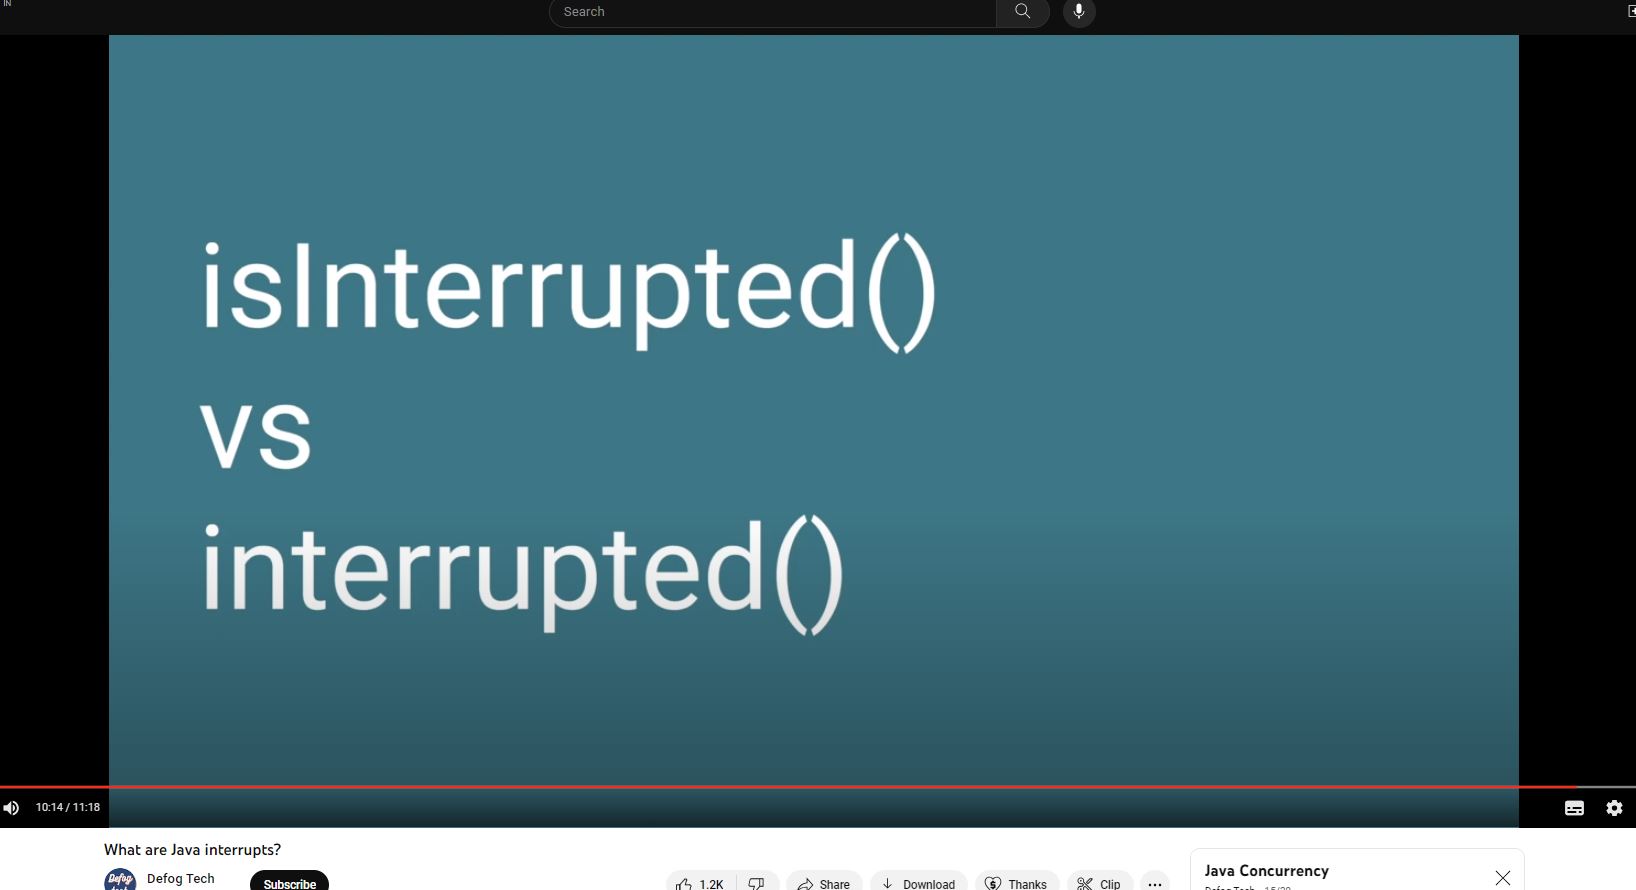 IN
Search
isInterrupted()
vs
interrupted()
10:14 / 11:18
What are Java interrupts?
Defog Tech
Subscribe
1.2K
Share
Download
Thanks
Clip
Java Concurrency
Defog